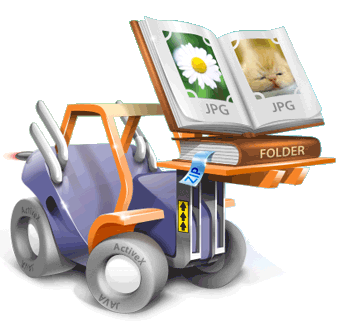 JPG
JPG
FOLDER
ZIP
ActiveX
ActiveX
JAVA